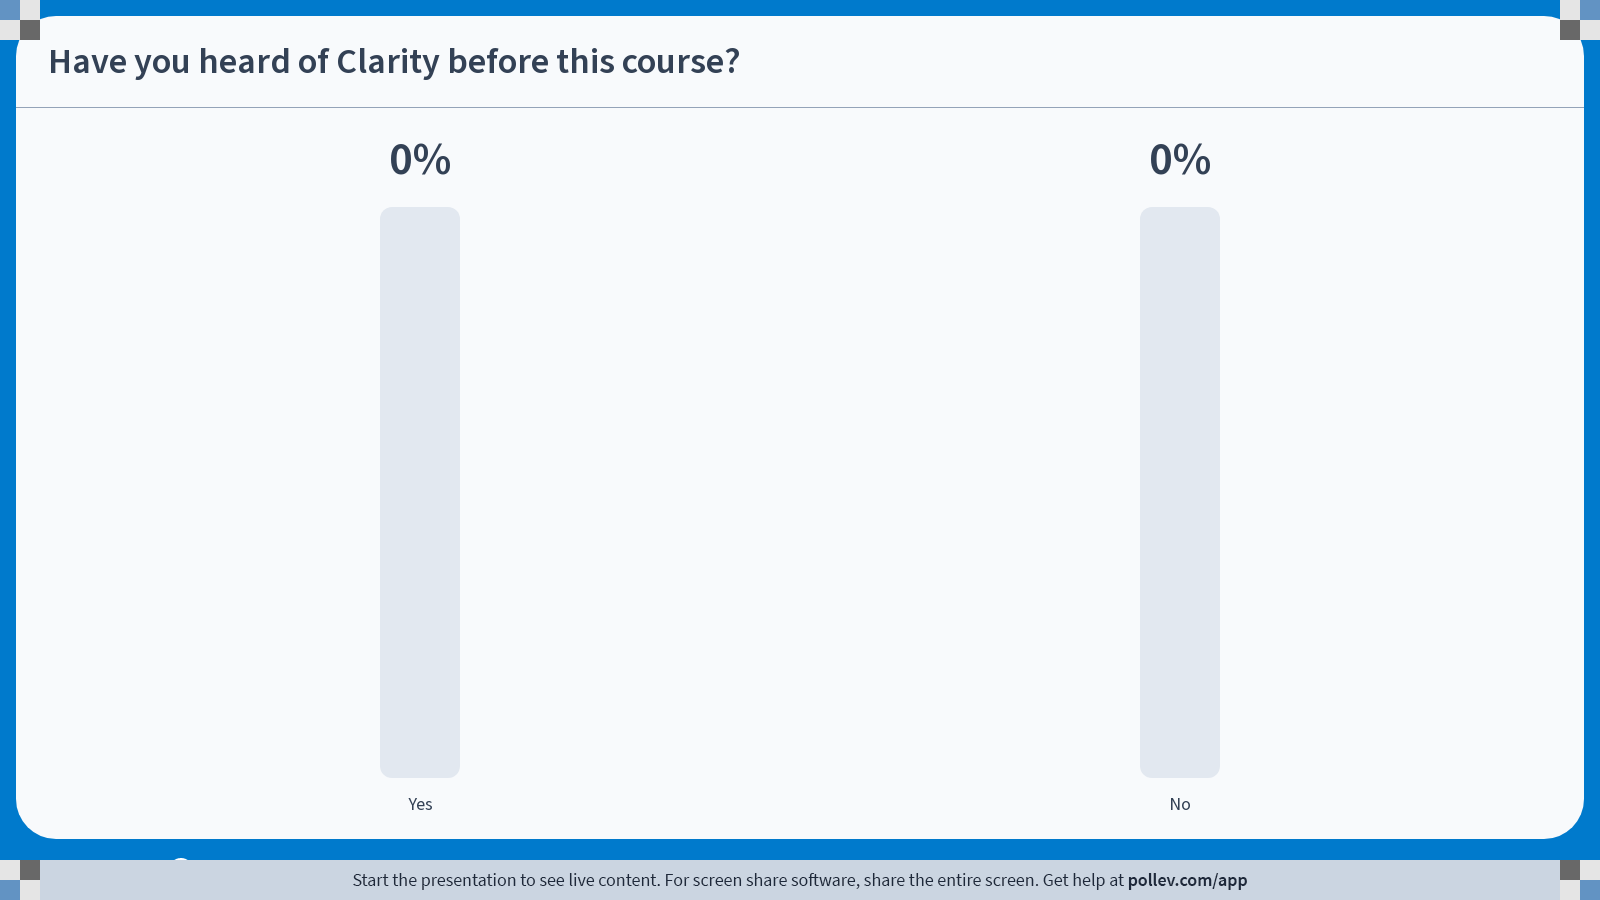 Have you heard of Clarity before this course?
0%
0%
Yes
No
Start the presentation to see live content. For screen share software, share the entire screen. Get help at pollev.com/app